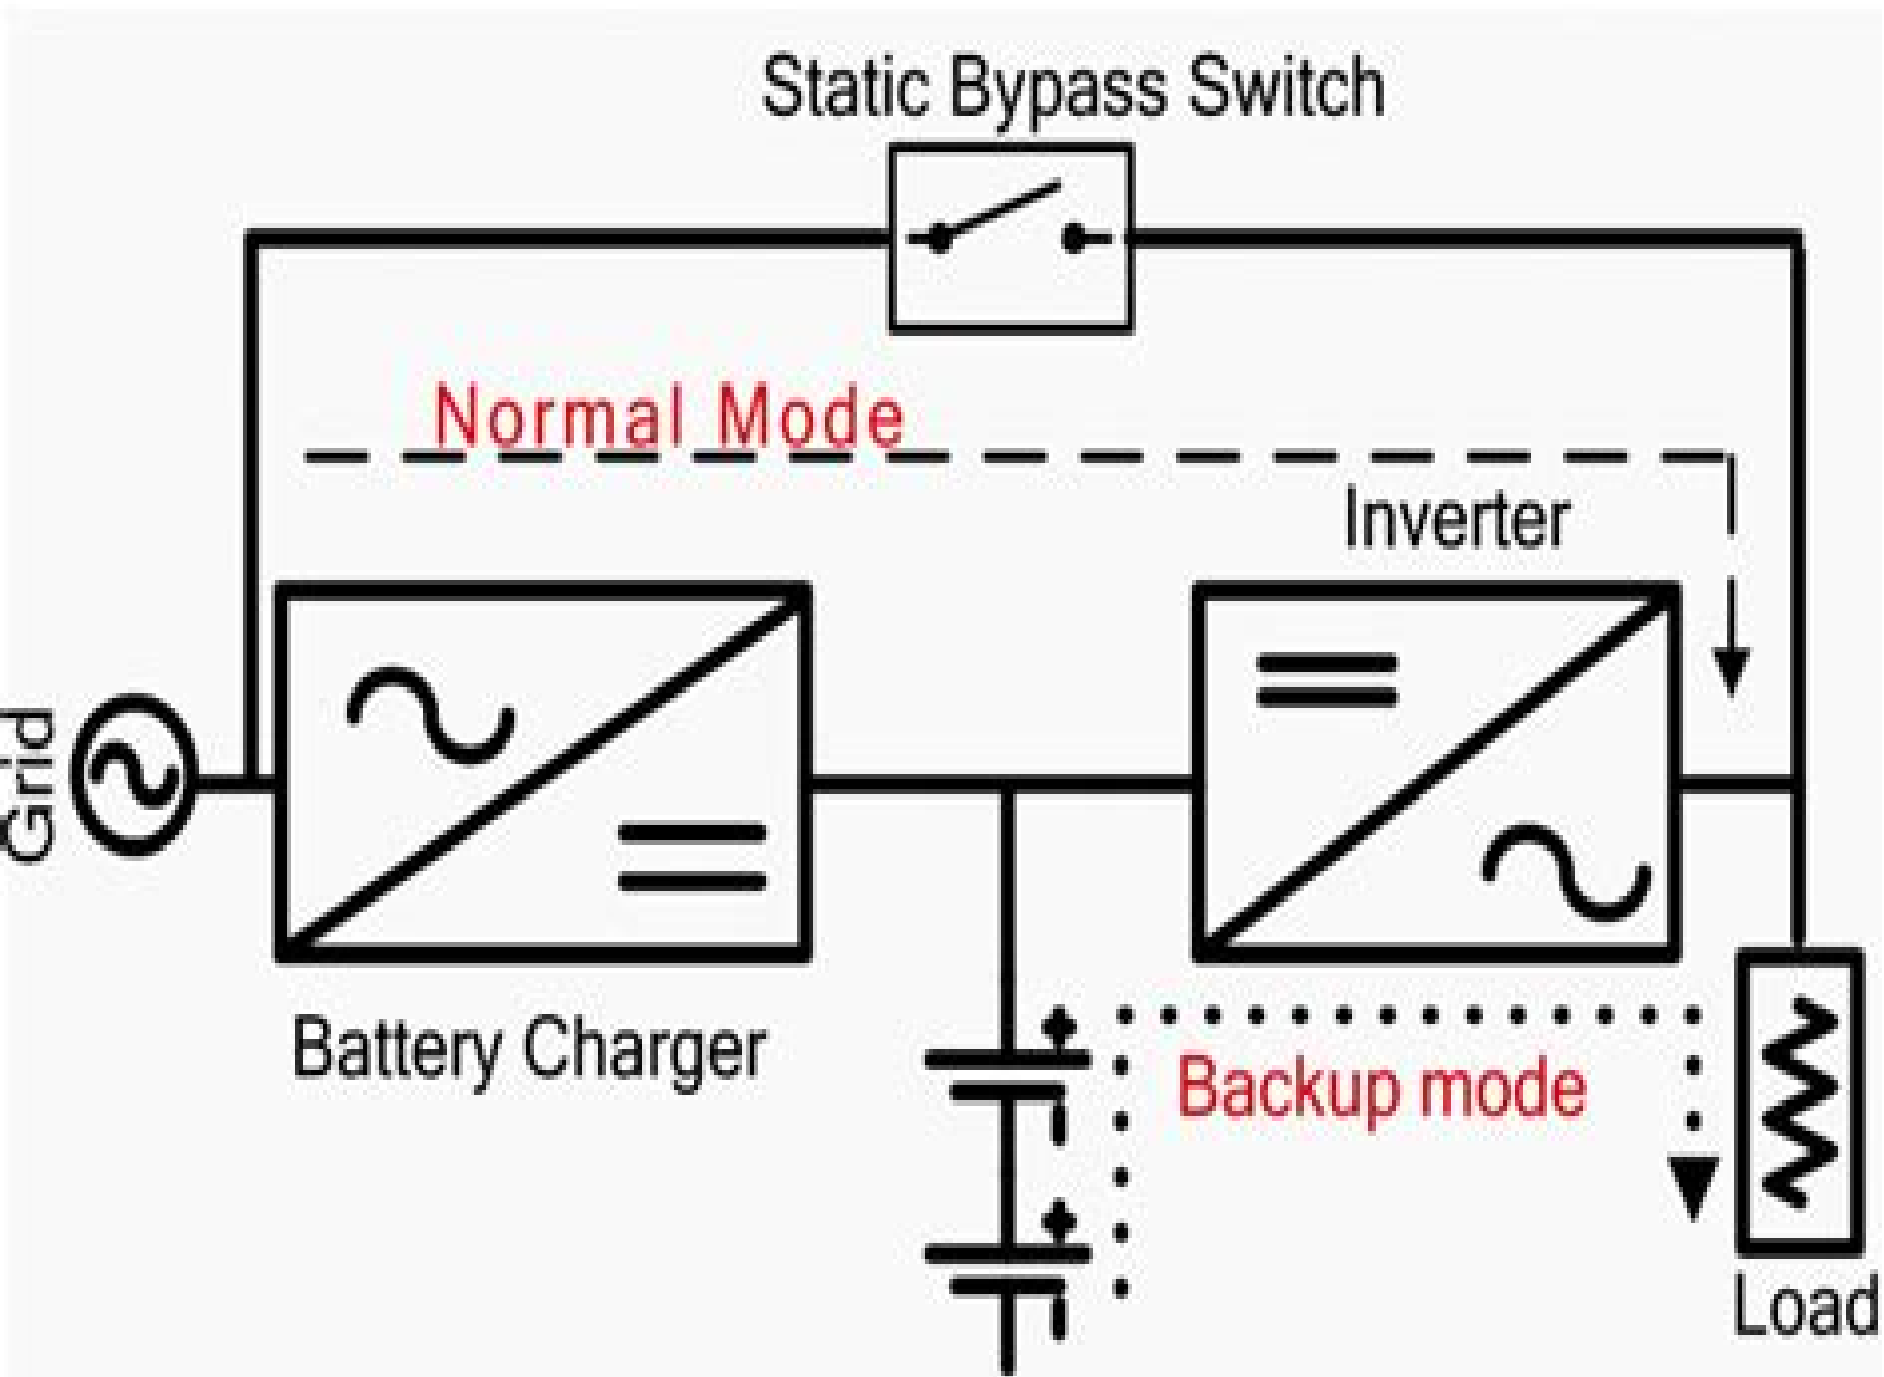 Static Bypass Switch
Normal Mode
Inverter
Grid
Battery Charger
Backup mode
Load